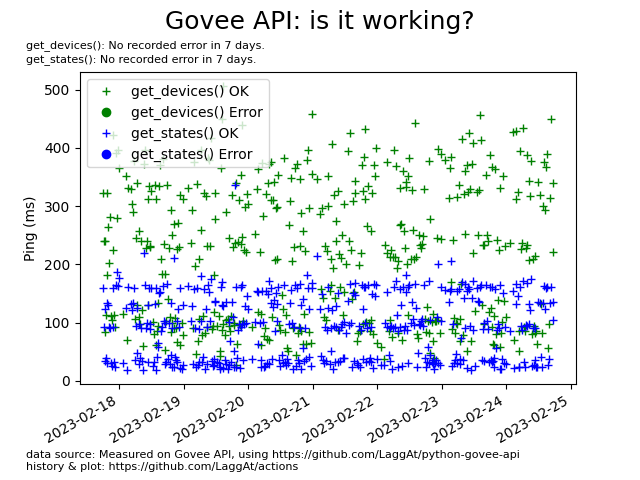 Govee API: is it working?
get_devices(): No recorded error in 7 days.
get_states(): No recorded error in 7 days.
get_devices() OK
get_devices() Error
get_states() OK
get_states() Error
Ping (ms)
500
400
300
200
100
0
2023-02-18
2023-02-19
2023-02-20
2023-02-21
2023-02-22
2023-02-23
2023-02-24
2023-02-25
data source: Measured on Govee API, using https://github.com/LaggAt/python-govee-api
history & plot: https://github.com/LaggAt/actions